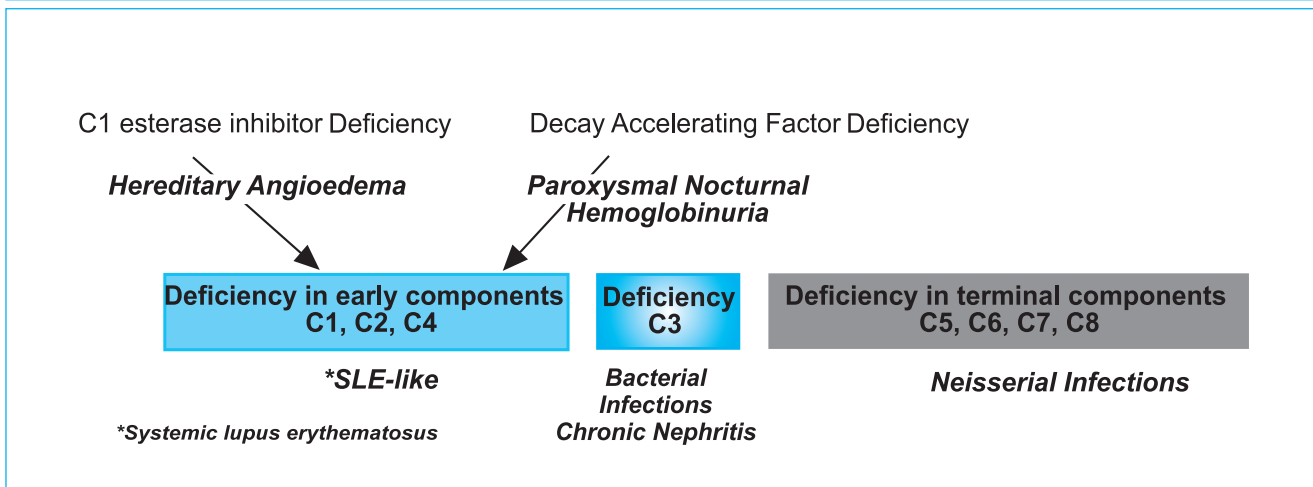 C1 esterase inhibitor Deficiency
Decay Accelerating Factor Deficiency
Hereditary Angioedema
Paroxysmal Nocturnal
Hemoglobinuria
Deficiency in early components
C1, C2, C4
Deficiency
C3
Deficiency in terminal components
C5, C6, C7, C8
*SLE-like
*Systemic lupus erythematosus
Bacterial
Infections
Chronic Nephritis
Neisserial Infections